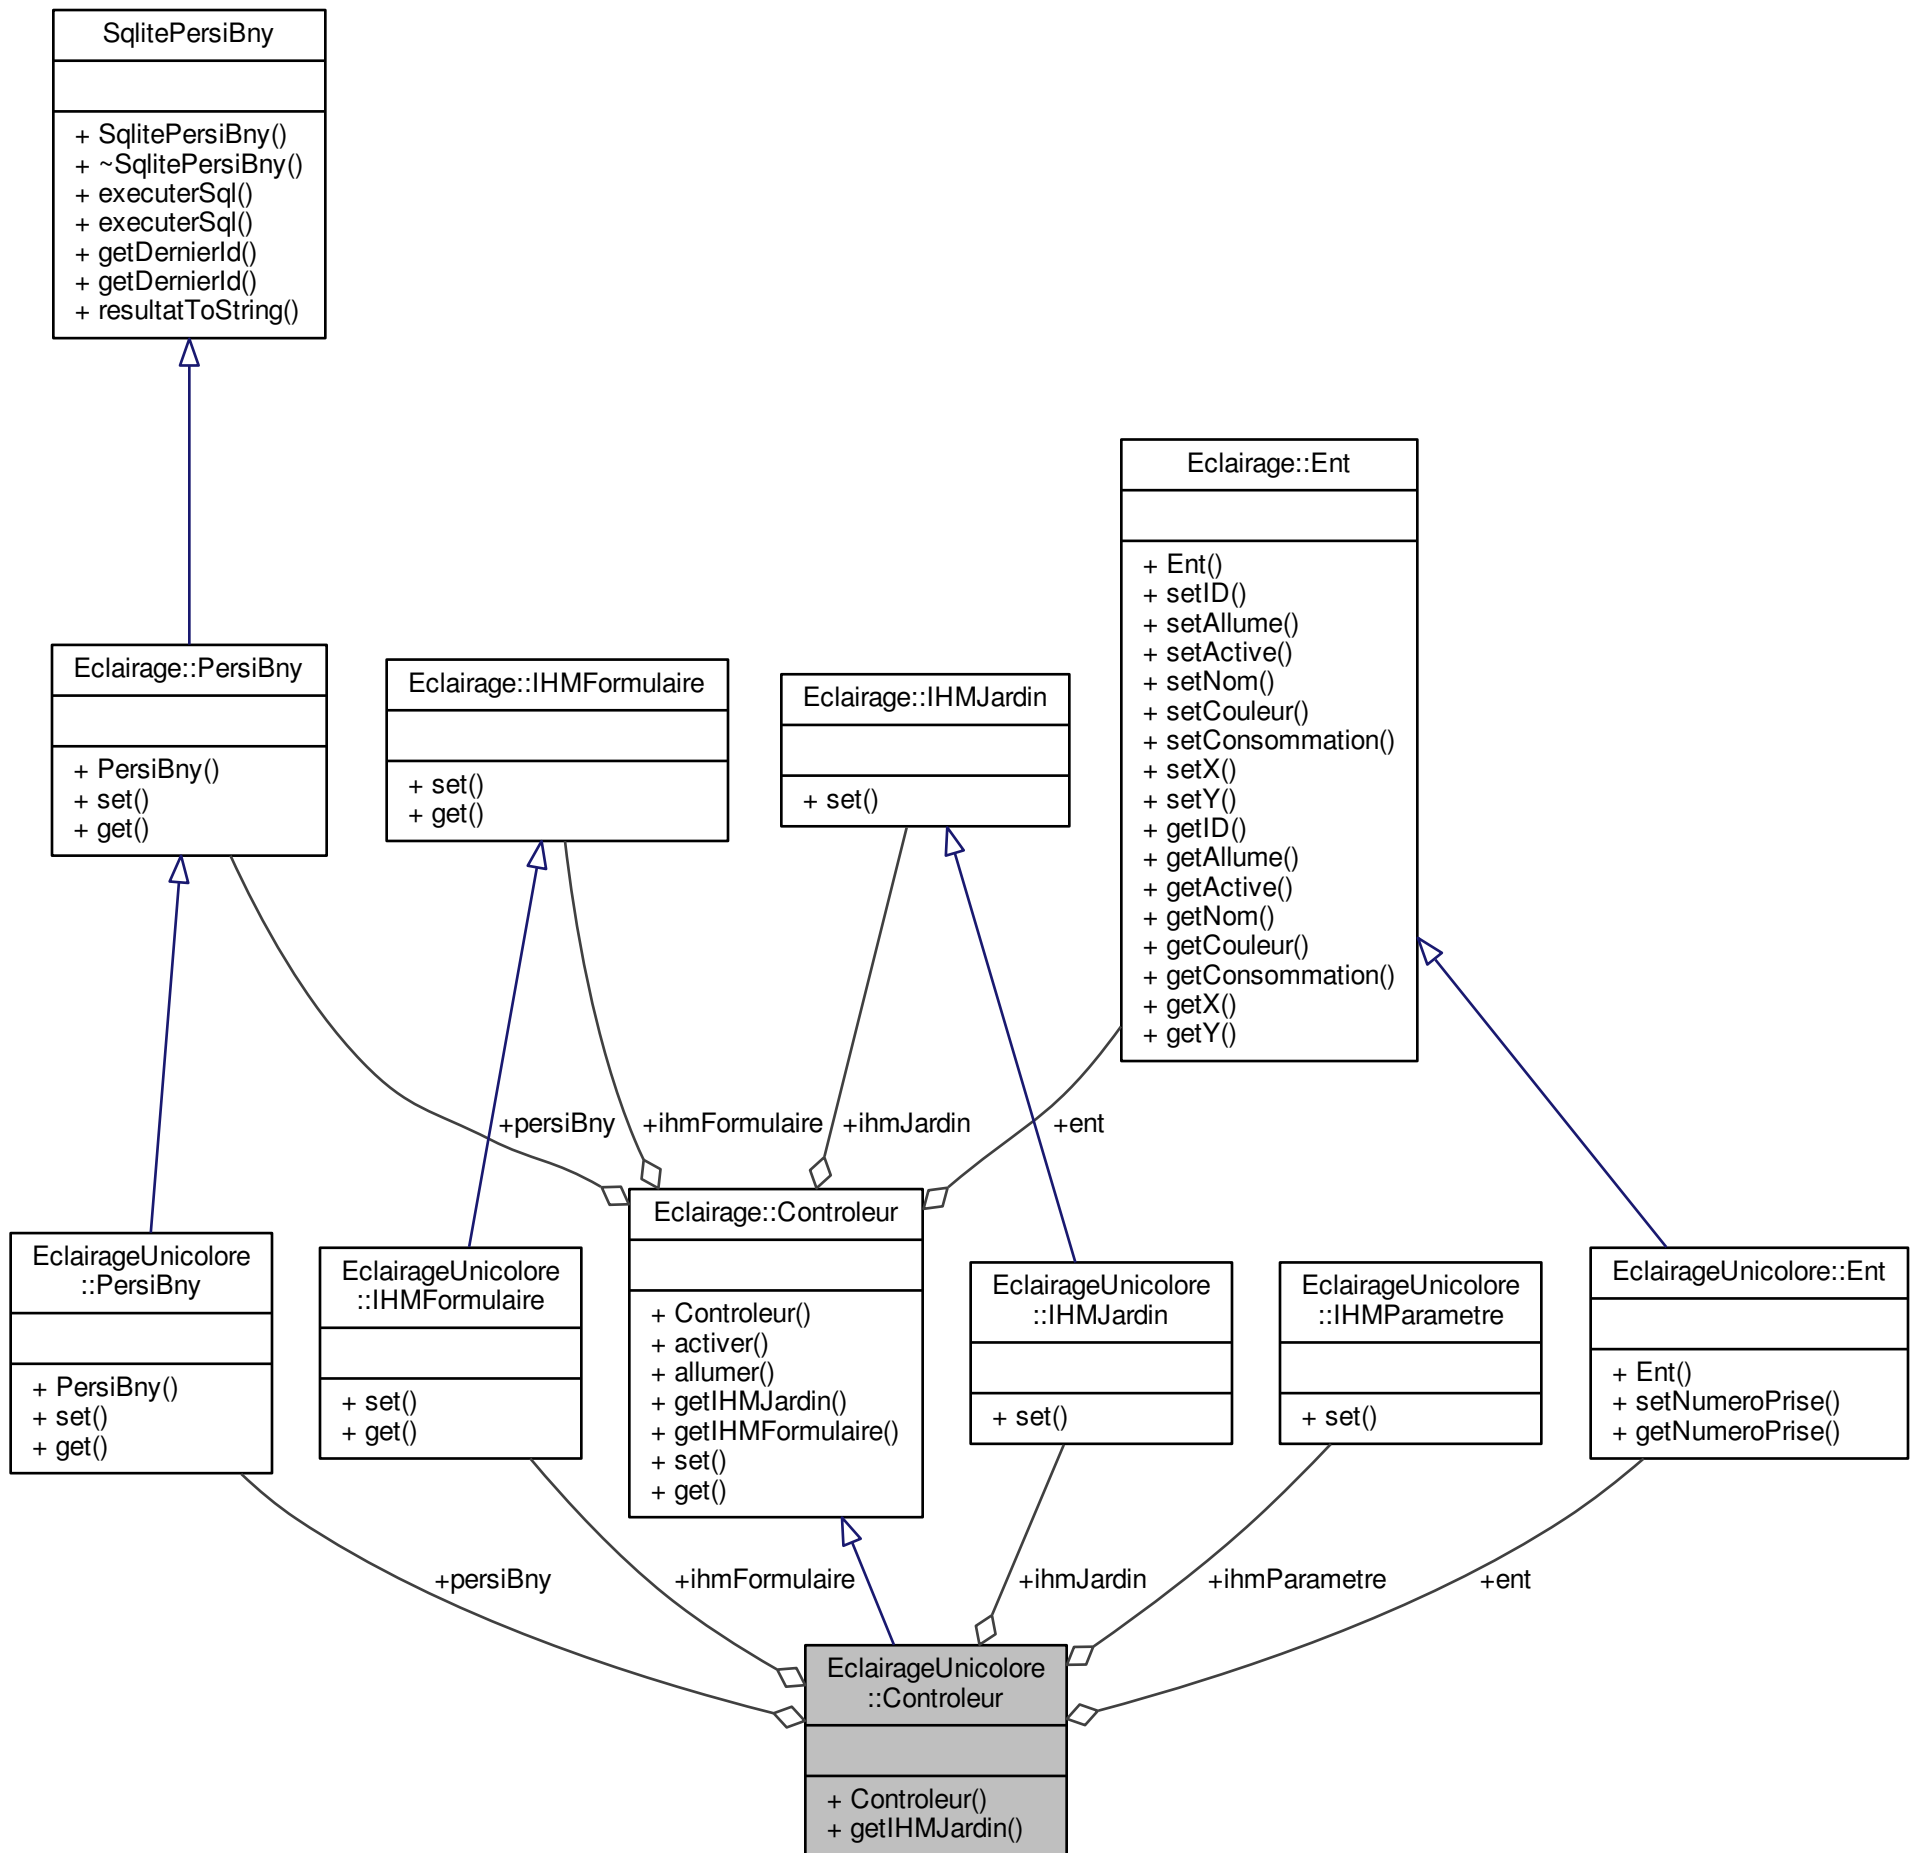 SqlitePersiBny
+ SqlitePersiBny()
+ ~SqlitePersiBny()
+ executerSql()
+ executerSql()
+ getDernierId()
+ getDernierId()
+ resultatToString()
Eclairage::Ent
+ Ent()
+ setID()
+ setAllume()
+ setActive()
+ setNom()
+ setCouleur()
+ setConsommation()
+ setX()
+ setY()
+ getID()
+ getAllume()
+ getActive()
+ getNom()
+ getCouleur()
+ getConsommation()
+ getX()
+ getY()
Eclairage::PersiBny
+ PersiBny()
+ set()
+ get()
Eclairage::IHMFormulaire
+ set()
+ get()
Eclairage::IHMJardin
+ set()
+persiBny
+ihmFormulaire
+ihmJardin
+ent
EclairageUnicolore
::PersiBny
+ PersiBny()
+ set()
+ get()
EclairageUnicolore
::IHMFormulaire
+ set()
+ get()
Eclairage::Controleur
+ Controleur()
+ activer()
+ allumer()
+ getIHMJardin()
+ getIHMFormulaire()
+ set()
+ get()
EclairageUnicolore
::IHMJardin
+ set()
EclairageUnicolore
::IHMParametre
+ set()
EclairageUnicolore::Ent
+ Ent()
+ setNumeroPrise()
+ getNumeroPrise()
+persiBny
+ihmFormulaire
+ihmJardin
+ihmParametre
+ent
EclairageUnicolore
::Controleur
+ Controleur()
+ getIHMJardin()